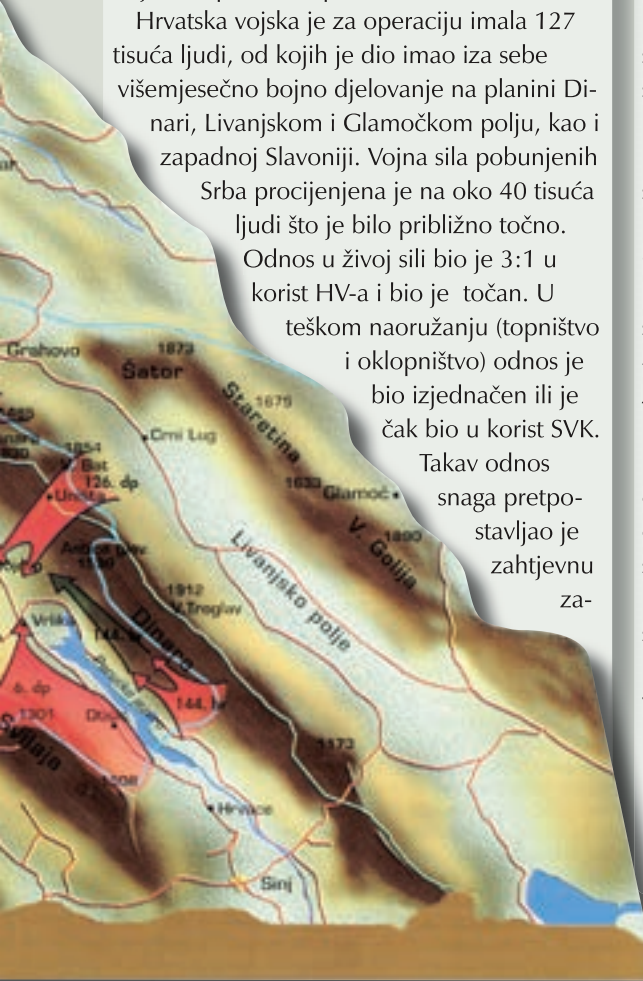 Hrvatska vojska je za operaciju imala 127
tisuća ljudi, od kojih je dio imao iza sebe
višemjesečno bojno djelovanje na planini Di-
nari, Livanjskom i Glamočkom polju, kao i
zapadnoj Slavoniji. Vojna sila pobunjenih
Srba procijenjena je na oko 40 tisuća
ljudi što je bilo približno točno.
Odnos u živoj sili bio je 3:1 u
korist HV-a i bio je  točan. U
teškom naoružanju (topništvo
i oklopništvo) odnos je
bio izjednačen ili je
čak bio u korist SVK.
Takav odnos
snaga pretpo-
stavljao je
zahtjevnu
za-
Grahovo
1873
Šator
1675
Staretina
Crni Lug
1854
V. Bat
126. dp
Uništa
1633
Glamoč
1890
V. Golija
Livanjsko polje
1912
V.Troglav
Dinara
Vrlika
144.
6. dp
1301
144. br
Svilaja
1508
1173
Hrvace
Sinj